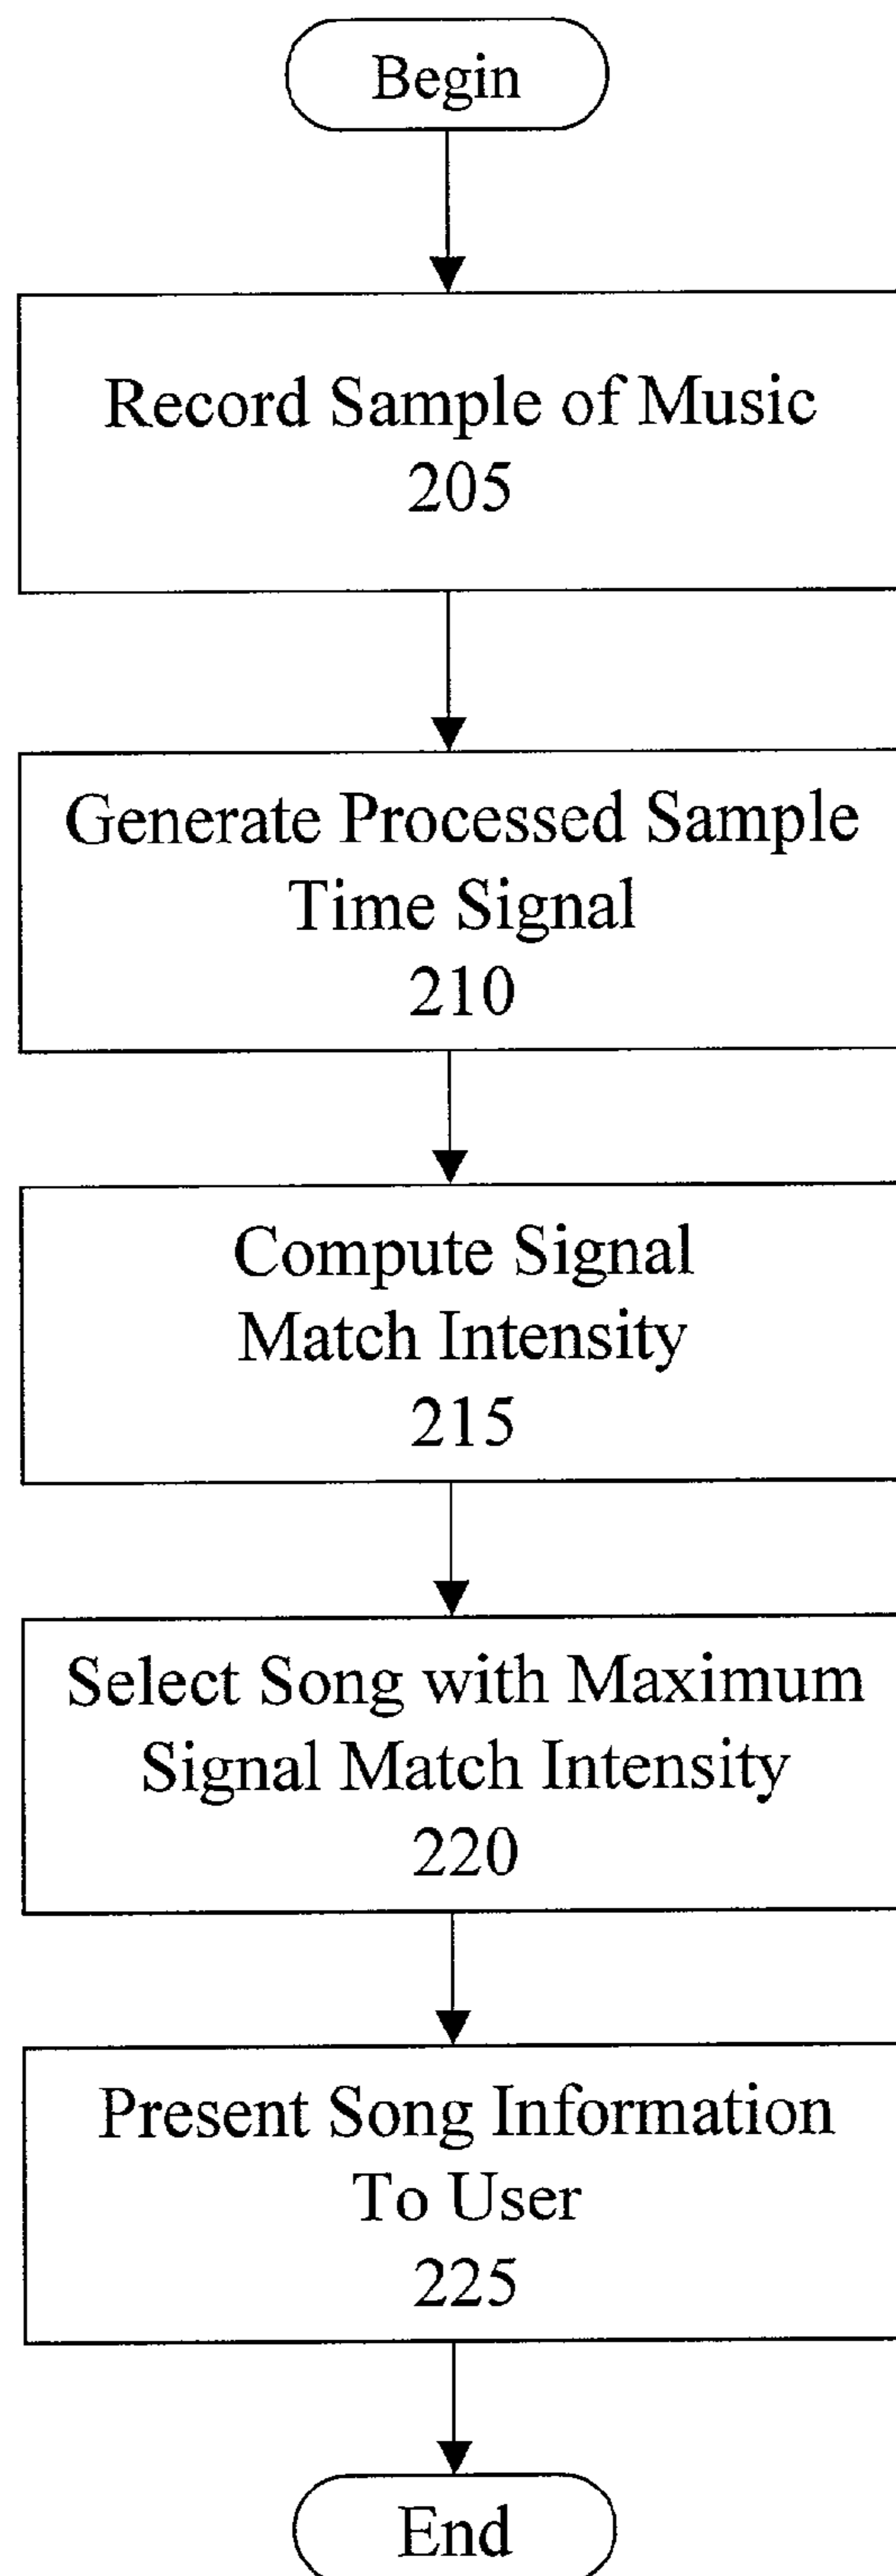 Begin
Record Sample of Music
205
Generate Processed Sample
Time Signal
210
Compute Signal
Match Intensity
215
Select Song with Maximum
Signal Match Intensity
220
Present Song Information
To User
225
End